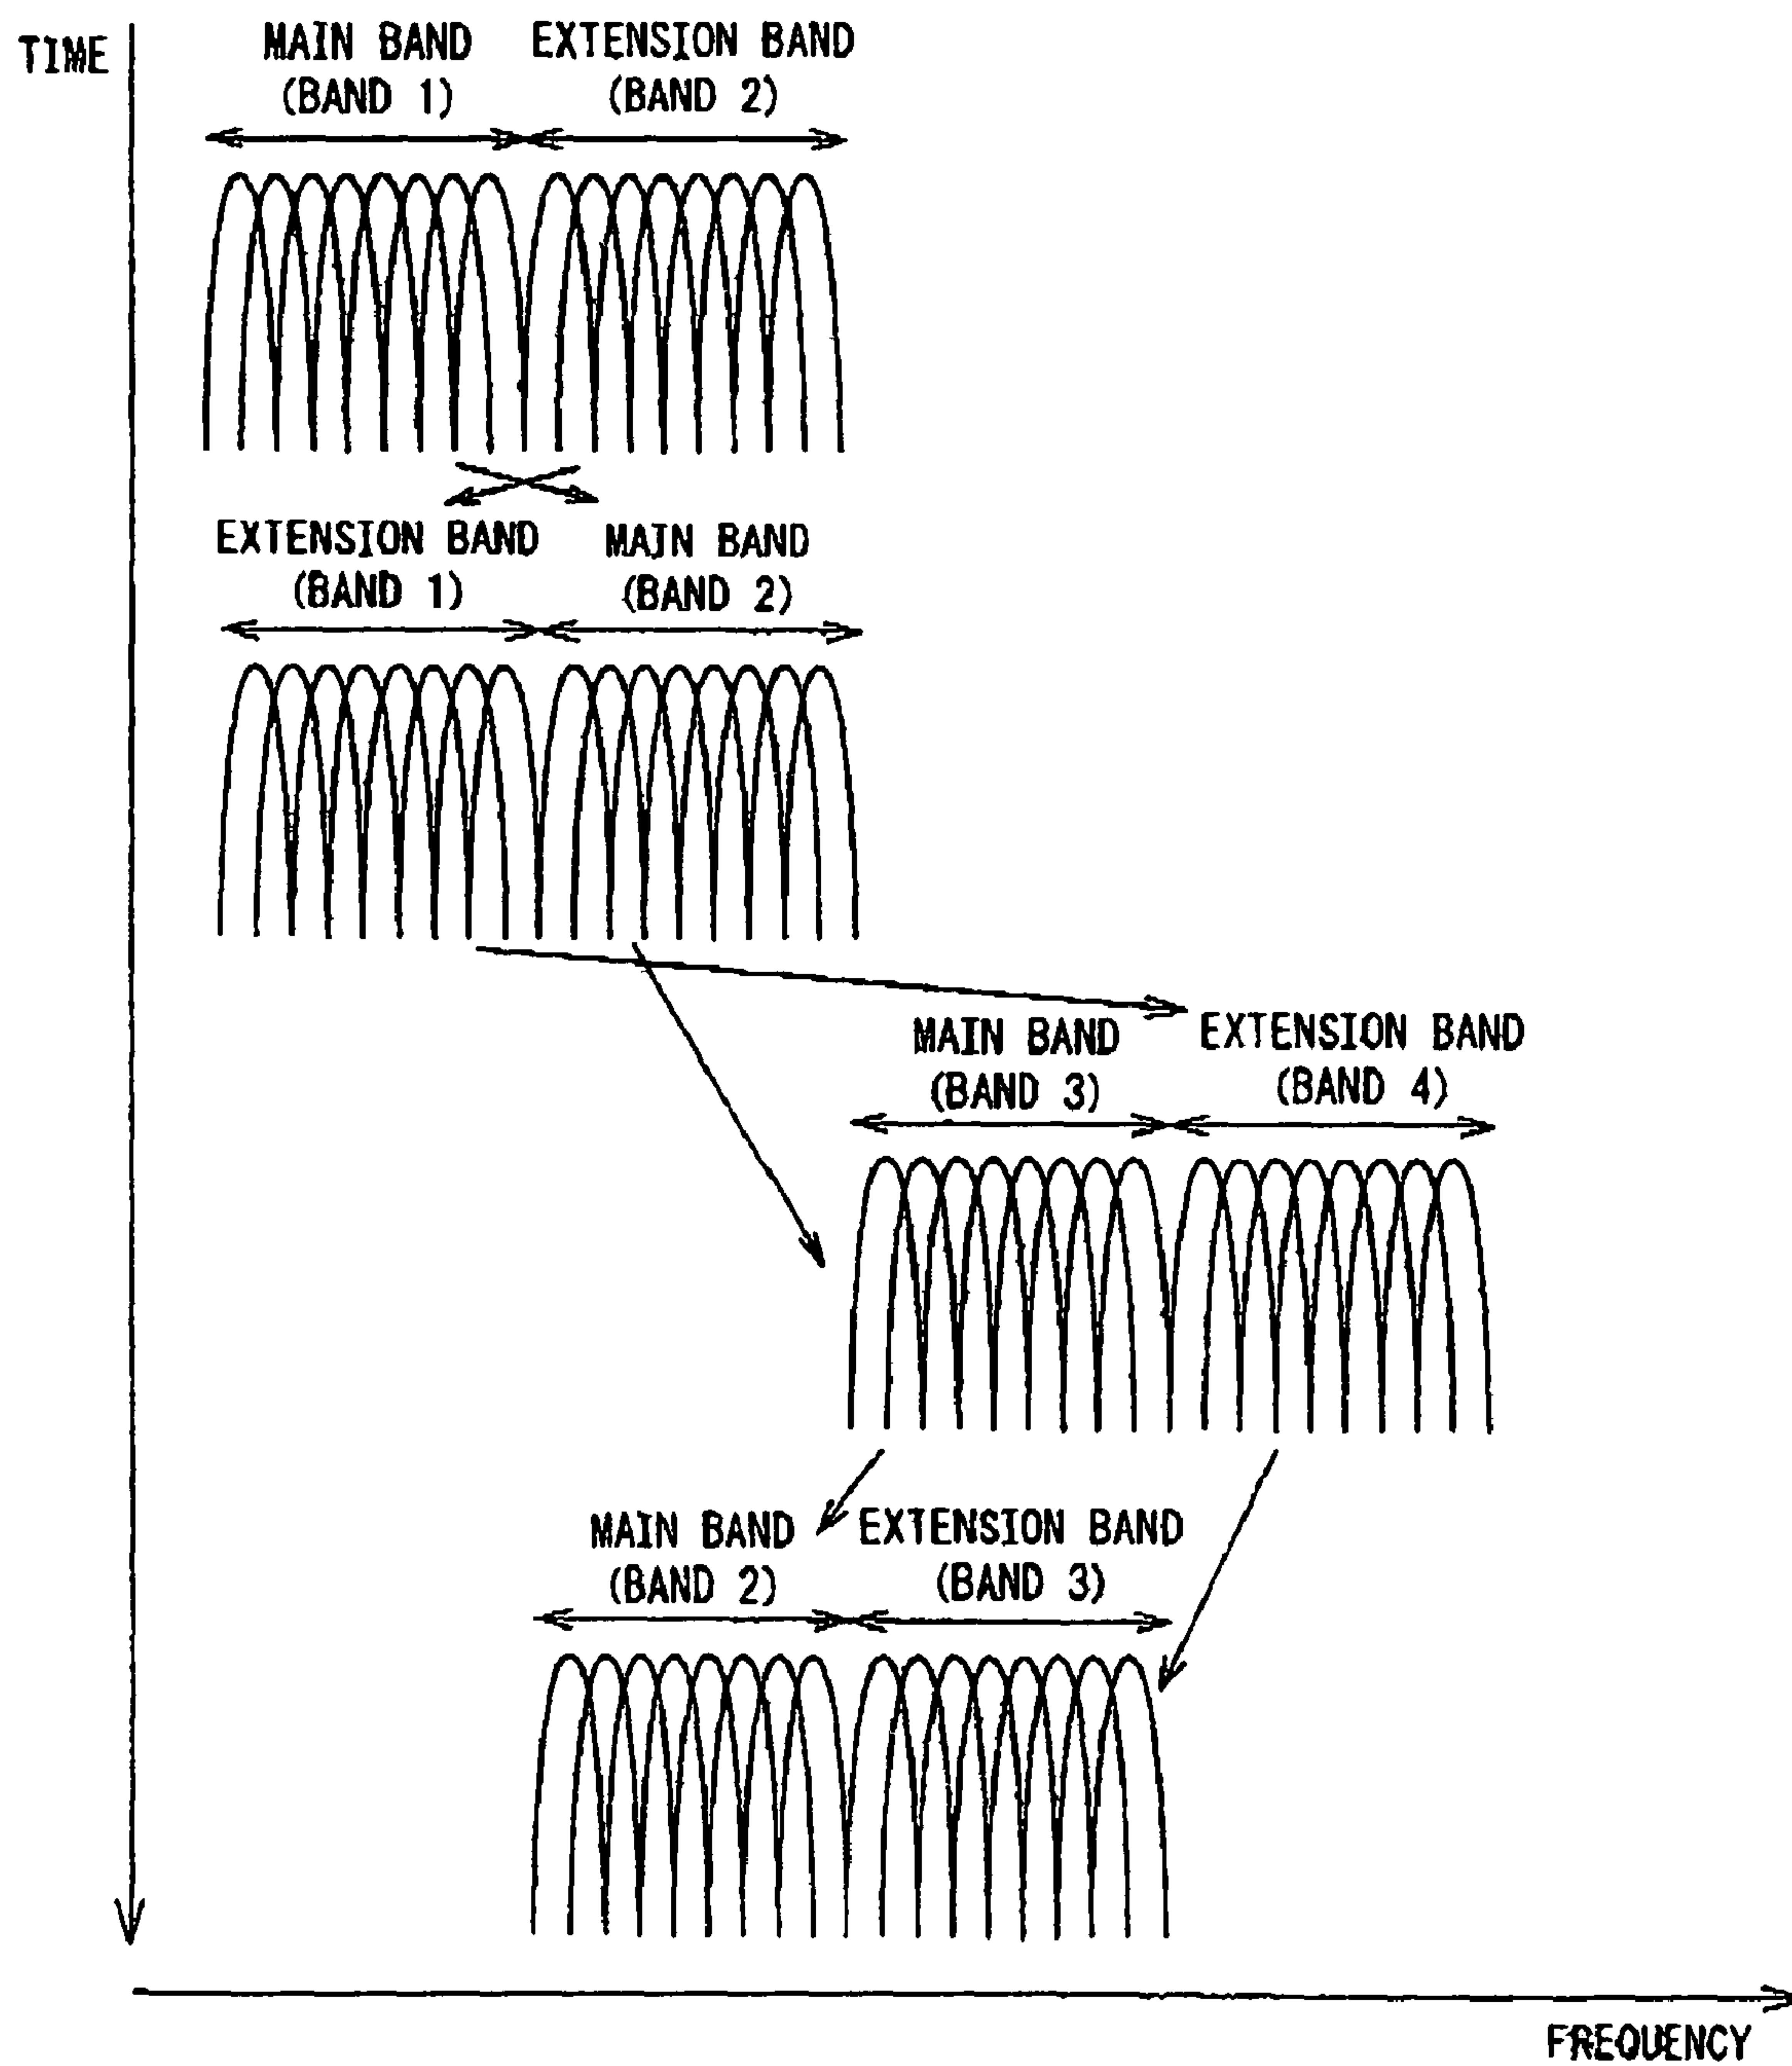 TIME
MAIN BAND
(BAND 1)
EXTENSION BAND
(BAND 2)
EXTENSION BAND
(BAND 1)
MAIN BAND
(BAND 2)
MAIN BAND
(BAND 3)
EXTENSION BAND
(BAND 4)
MAIN BAND
(BAND 2)
EXTENSION BAND
(BAND 3)
FREQUENCY